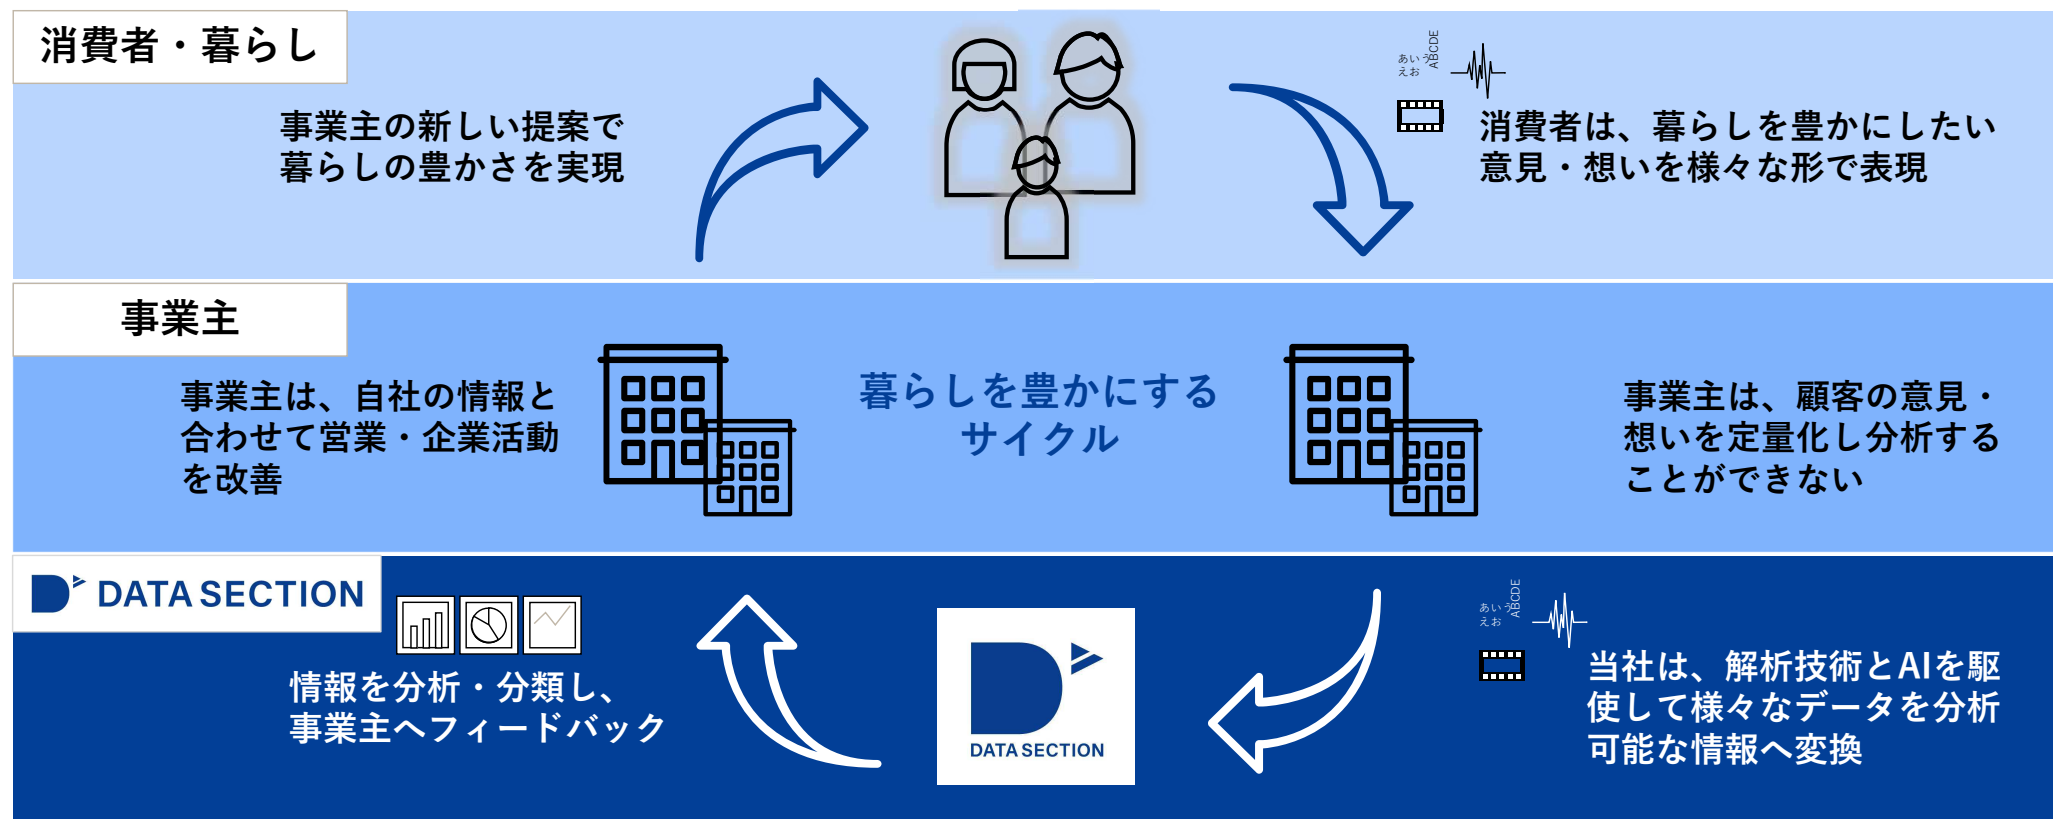 消費者・暮らし
事業主の新しい提案で
暮らしの豊かさを実現
あいう
えお
ABCDE
消費者は、暮らしを豊かにしたい
意見・想いを様々な形で表現
事業主
事業主は、自社の情報と
合わせて営業・企業活動
を改善
暮らしを豊かにする
サイクル
事業主は、顧客の意見・
想いを定量化し分析する
ことができない
DATA SECTION
情報を分析・分類し、
事業主へフィードバック
DATA SECTION
あいう
えお
ABCDE
当社は、解析技術とAIを駆
使して様々なデータを分析
可能な情報へ変換